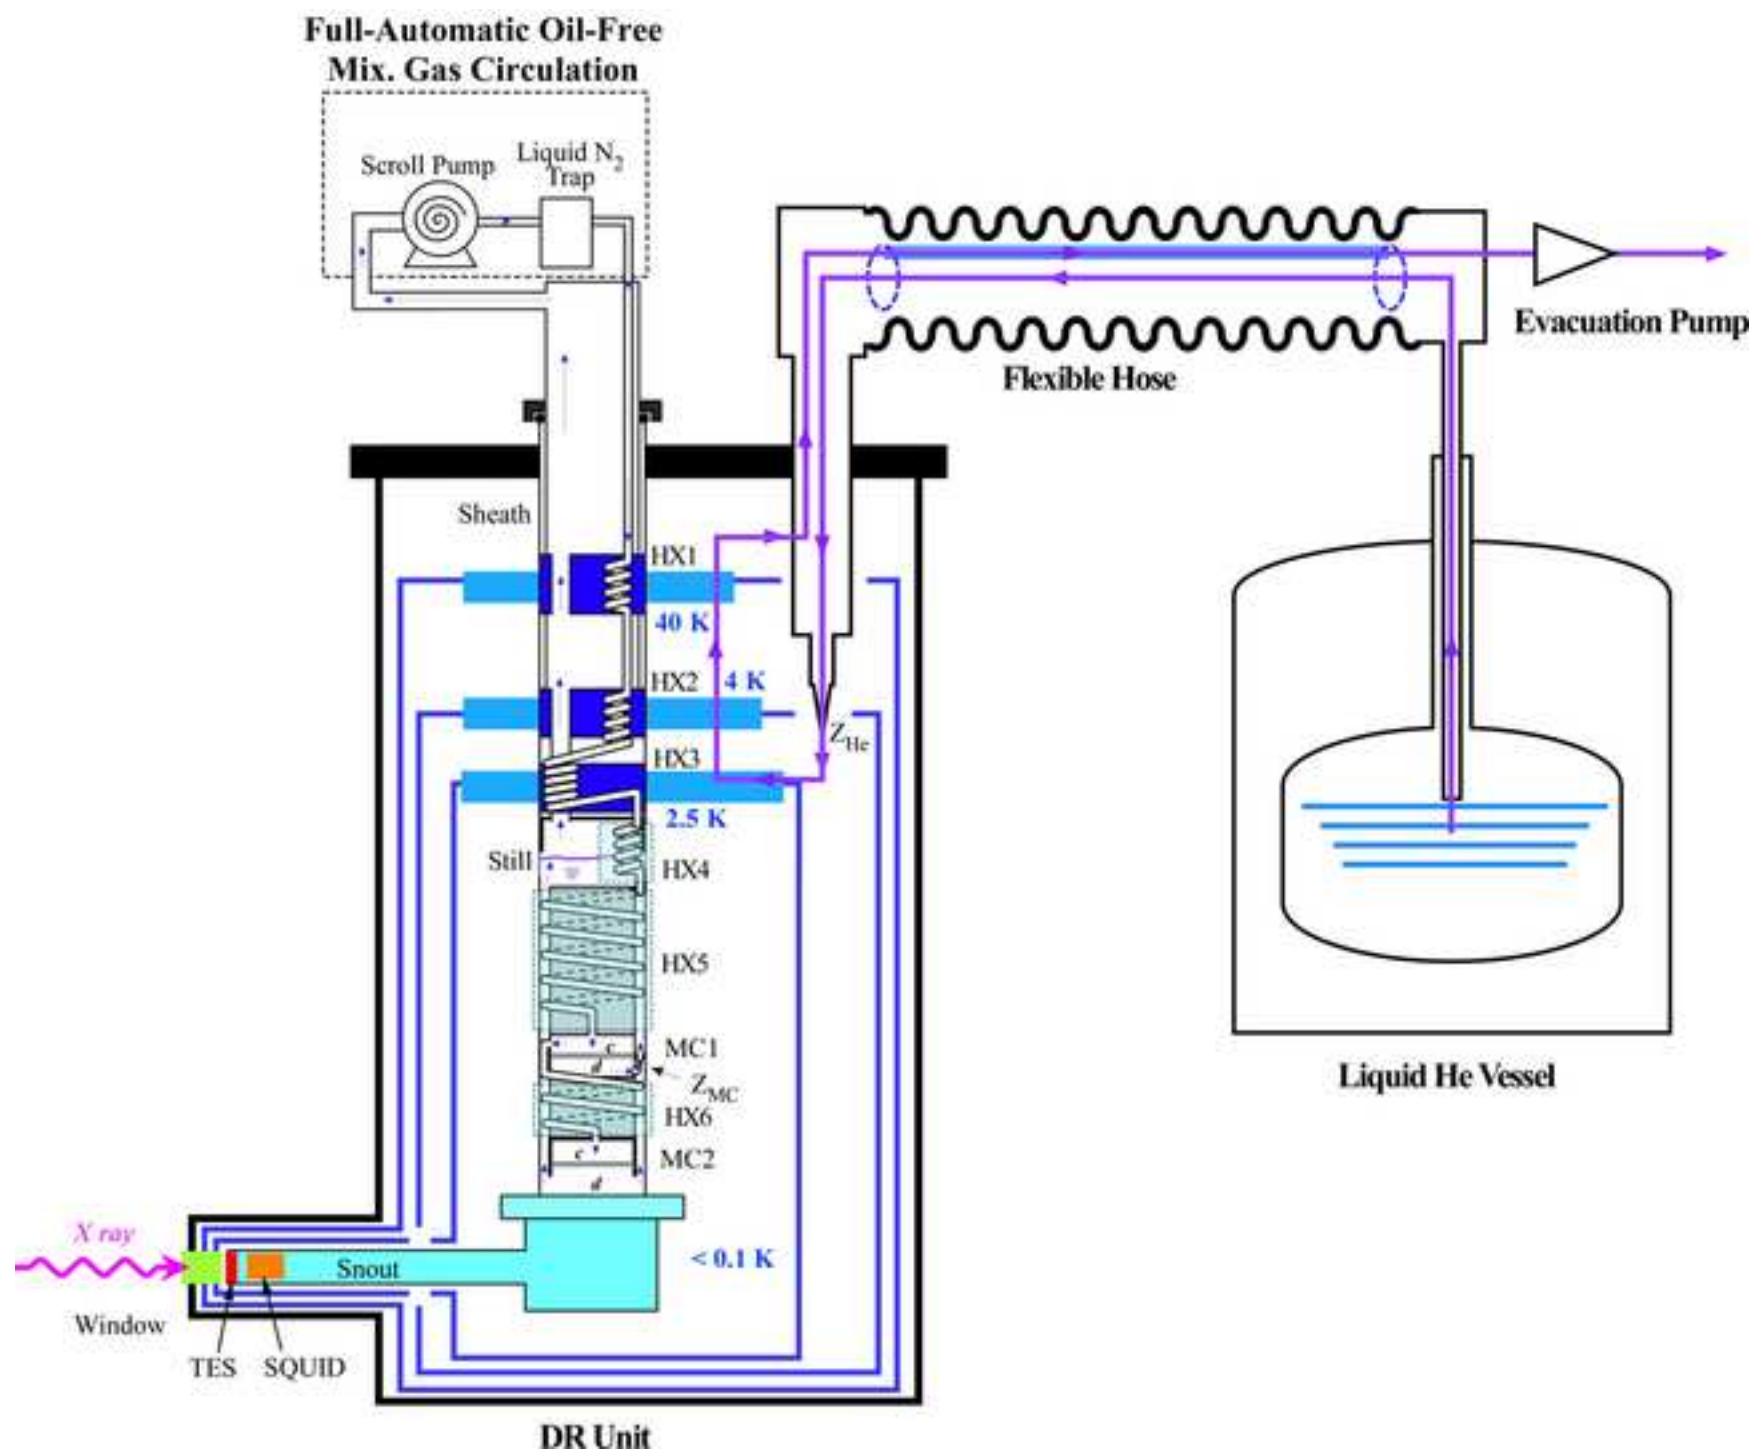 Full-Automatic Oil-Free
Mix. Gas Circulation
Scroll Pump
Liquid N2
Trap
Evacuation Pump
Flexible Hose
Sheath
HX1
40 K
HX2
4 K
ZHe
HX3
2.5 K
Still
HX4
HX5
c
MC1
d
ZMC
HX6
c
MC2
d
Liquid He Vessel
X ray
< 0.1 K
Snout
Window
TES
SQUID
DR Unit